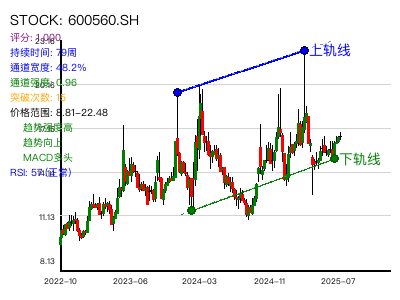 STOCK: 600560.SH
评分: 1.000
持续时间: 79周
上轨线
通道宽度: 48.2%
通道强度: 0.96
突破次数: 15
价格范围: 8.81-22.48
趋势强度高
趋势向上
MACD多头
下轨线
RSI: 57 (正常)
11.13
8.13
2022-10
2023-06
2024-03
2024-11
2025-07